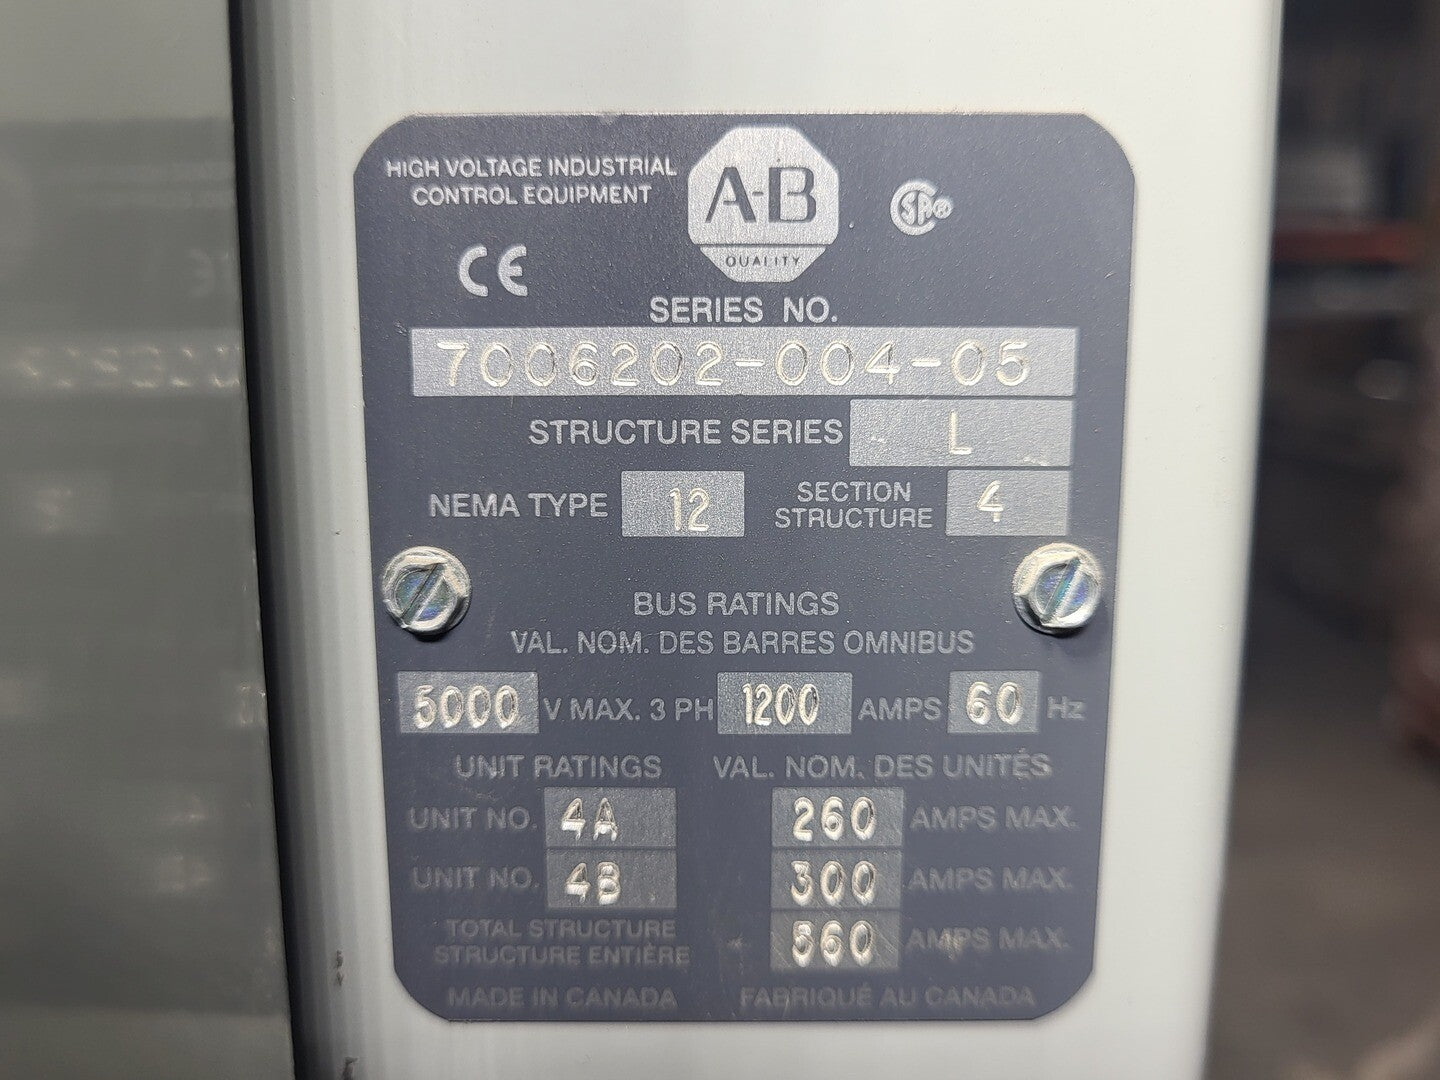 HIGH VOLTAGE INDUSTRIAL
CONTROL EQUIPMENT
A-B
QUALITY
SA®
CE
SERIES NO.
7006202-004-05
STRUCTURE SERIES L
NEMA TYPE 12
SECTION
STRUCTURE 4
BUS RATINGS
VAL. NOM. DES BARRES OMNIBUS
5000 V MAX. 3 PH 1200 AMPS 60 Hz
UNIT RATINGS VAL. NOM. DES UNITÉS
UNIT NO. 4A 260 AMPS MAX.
UNIT NO. 4B 300 AMPS MAX.
TOTAL STRUCTURE
STRUCTURE ENTIÈRE 560 AMPS MAX.
MADE IN CANADA FABRIQUÉ AU CANADA